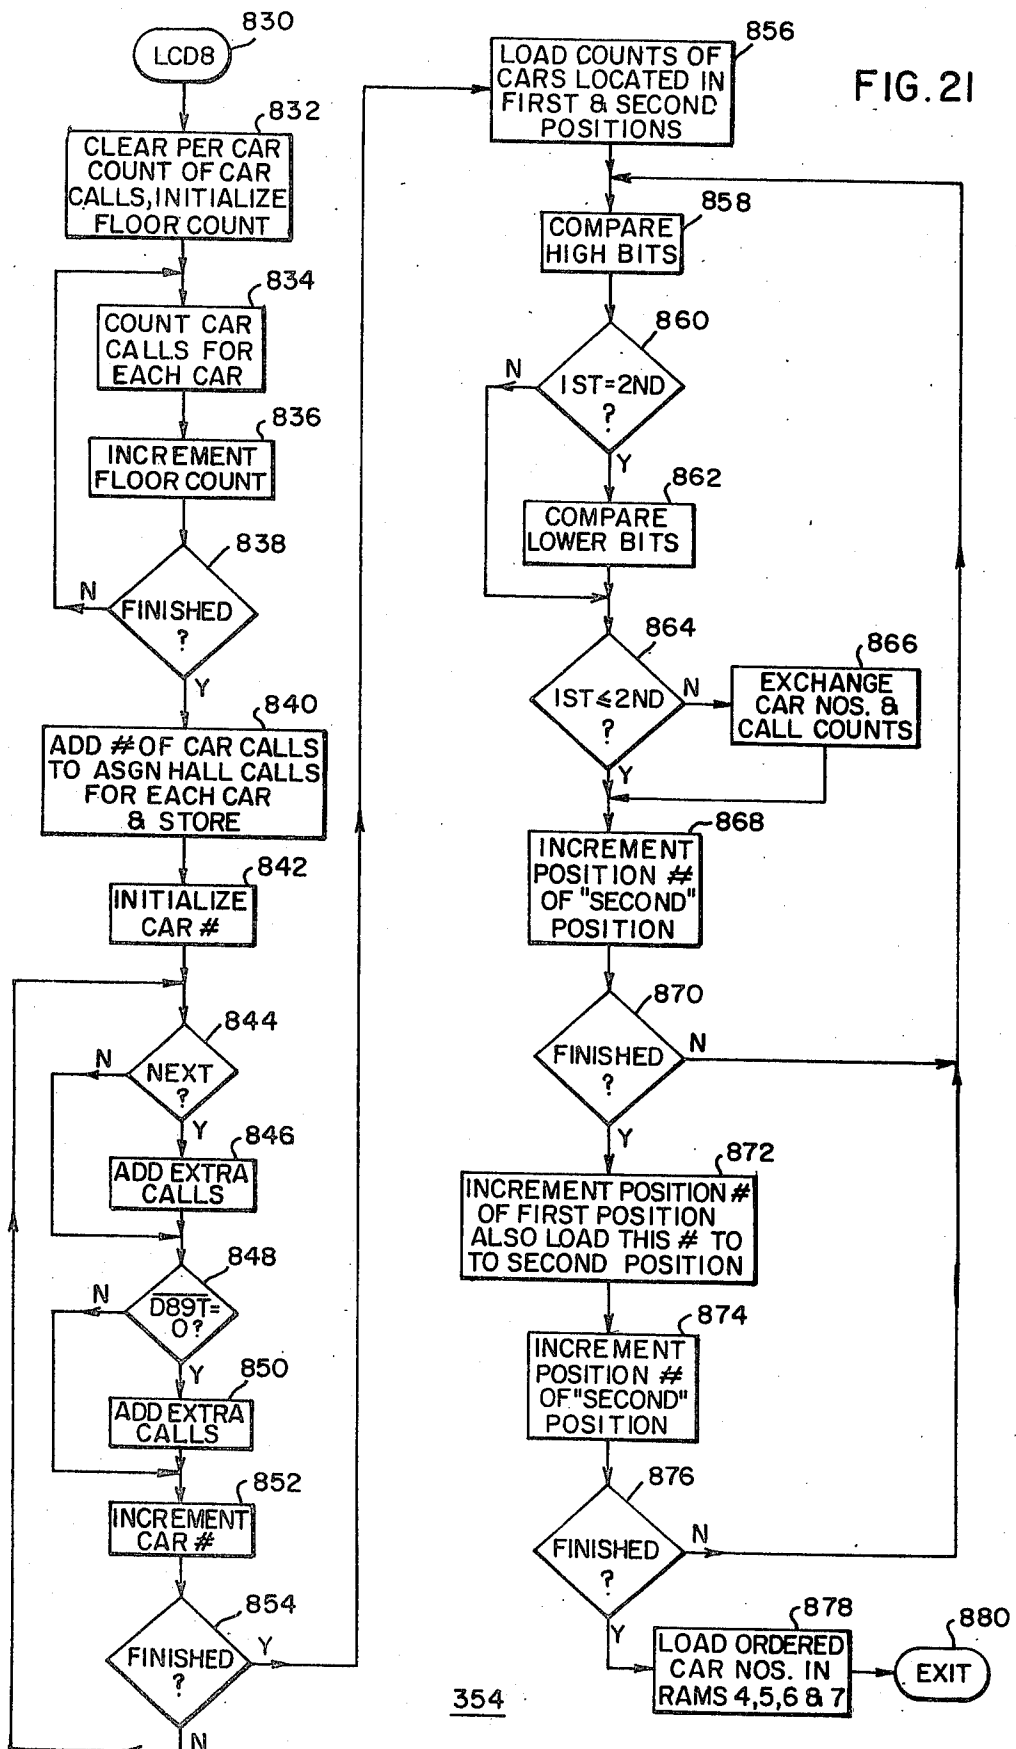 830
LCD8
832
CLEAR PER CAR
COUNT OF CAR
CALLS, INITIALIZE
FLOOR COUNT
834
COUNT CAR
CALLS FOR
EACH CAR
836
INCREMENT
FLOOR COUNT
838
N
FINISHED
?
Y
840
ADD # OF CAR CALLS
TO ASGN HALL CALLS
FOR EACH CAR
& STORE
842
INITIALIZE
CAR #
844
N
NEXT
?
Y
846
ADD EXTRA
CALLS
848
N
D89T=
0?
Y
850
ADD EXTRA
CALLS
852
INCREMENT
CAR #
854
FINISHED
?
Y
N
856
LOAD COUNTS OF
CARS LOCATED IN
FIRST & SECOND
POSITIONS
FIG. 21
858
COMPARE
HIGH BITS
860
N
1ST=2ND
?
Y
862
COMPARE
LOWER BITS
864
1ST≤2ND
?
N
Y
866
EXCHANGE
CAR NOS. &
CALL COUNTS
868
INCREMENT
POSITION #
OF "SECOND"
POSITION
870
FINISHED
?
N
Y
872
INCREMENT POSITION #
OF FIRST POSITION
ALSO LOAD THIS # TO
TO SECOND POSITION
874
INCREMENT
POSITION #
OF "SECOND"
POSITION
876
FINISHED
?
N
Y
878
LOAD ORDERED
CAR NOS. IN
RAMS 4,5,6 & 7
880
EXIT
354